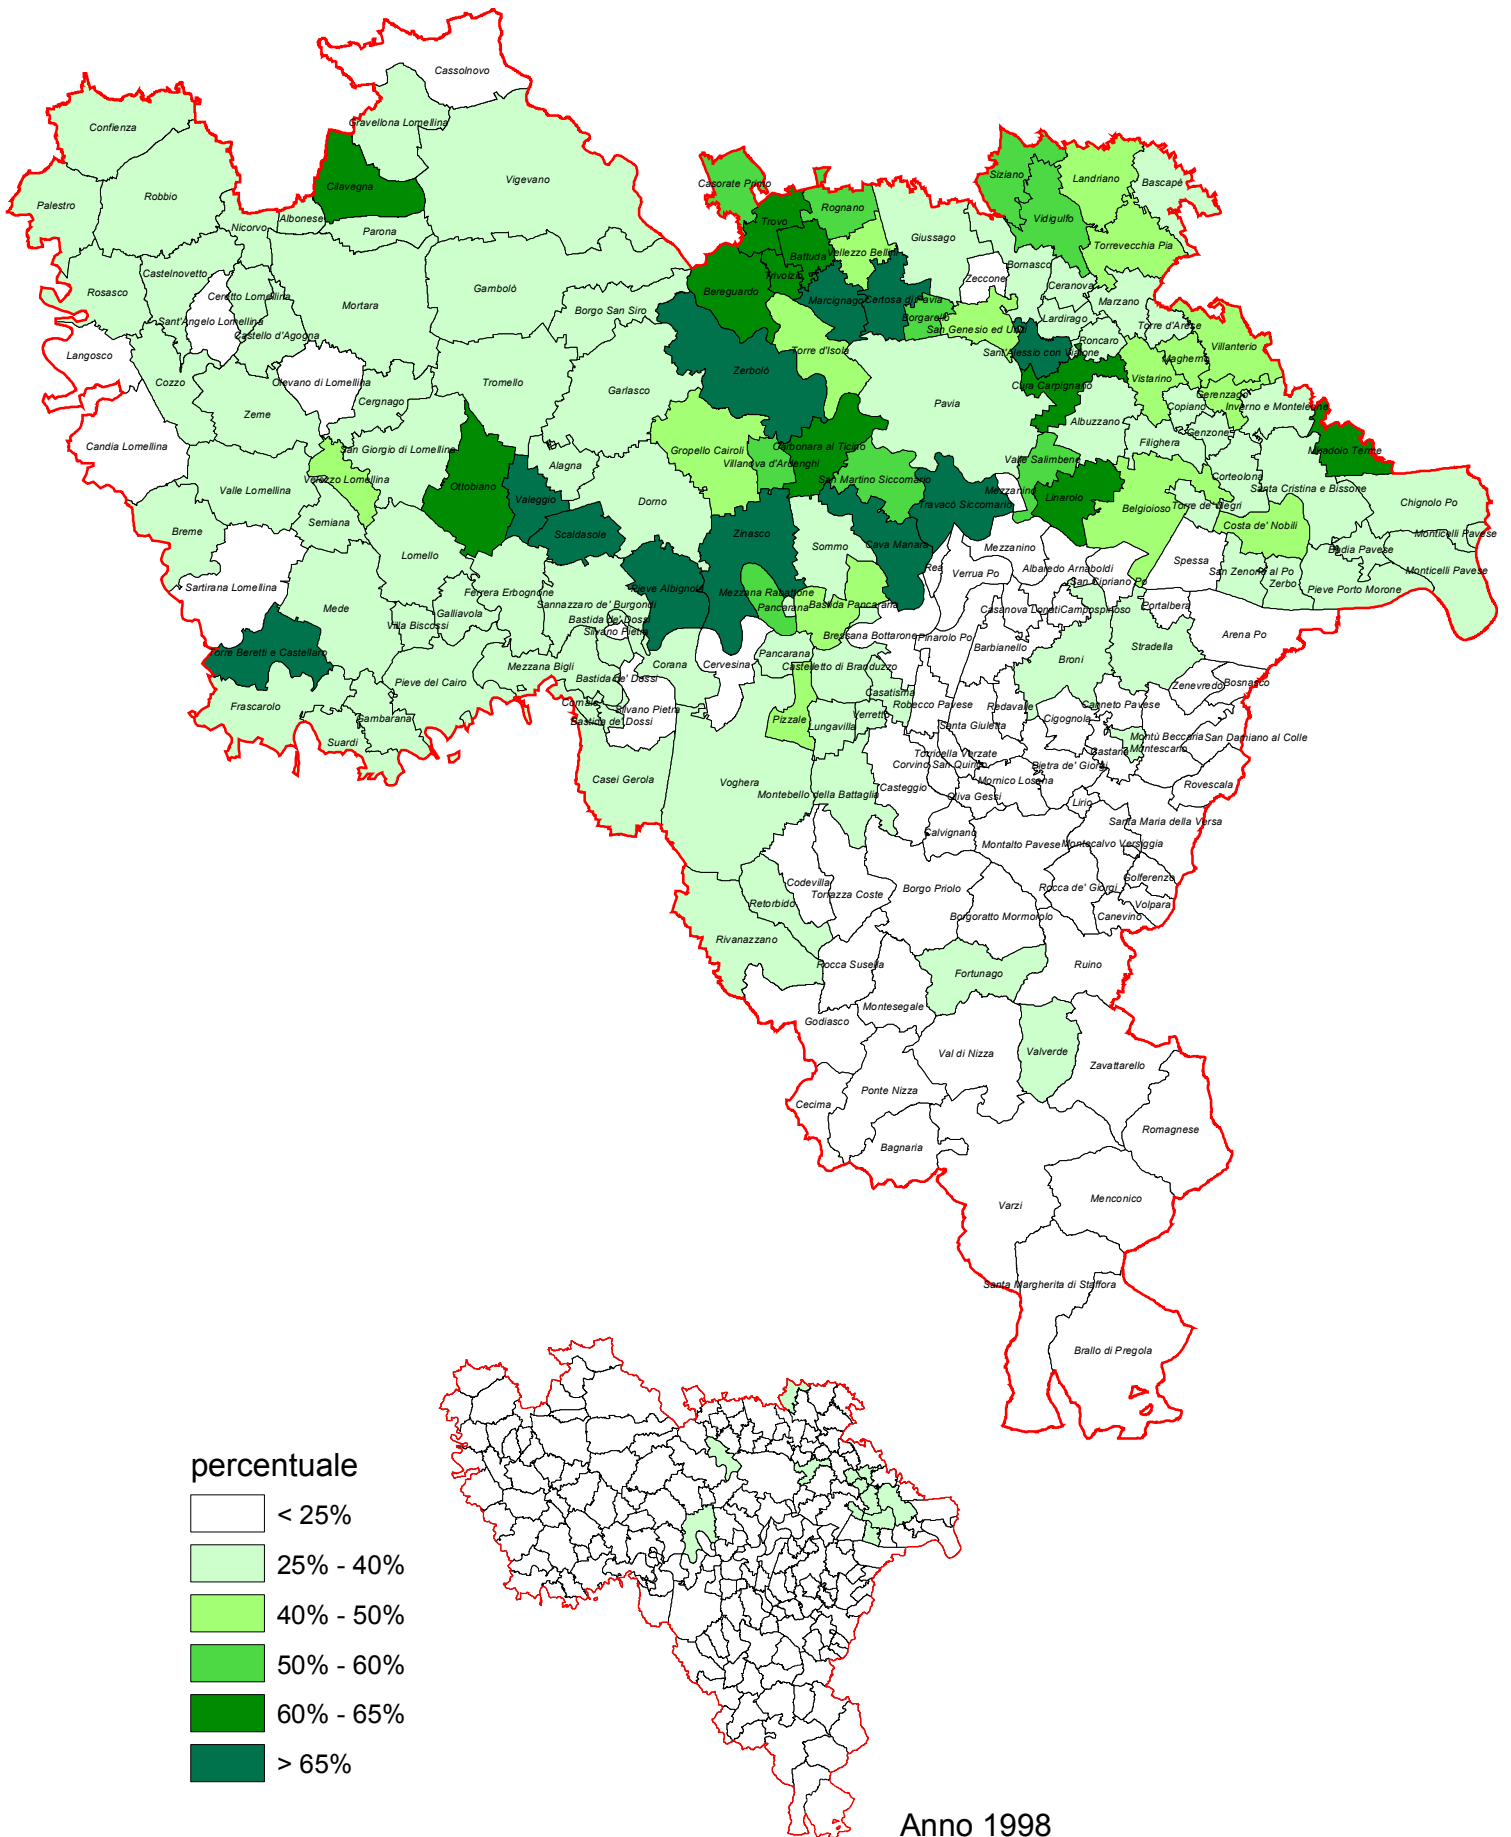 Cassolnovo
Gravellona Lomellina
Confienza
Cilavegna
Vigevano
Casorate Primo
Siziano
Landriano
Bascapè
Robbio
Palestro
Albonese
Nicorvo
Parona
Trovo
Rognano
Vidigulfo
Giussago
Torrevecchia Pia
Battuda
Vellezzo Bellini
Bornasco
Castelnovetto
Rosasco
Gambolò
Bereguardo
Trivolzio
Zeccone
Ceranova
Ceretto Lomellina
Mortara
Borgo San Siro
Marcignago
Certosa di Pavia
Marzano
Sant'Angelo Lomellina
Borgarello
Lardirago
Torre d'Arese
Castello d'Agogna
San Genesio ed Uniti
Roncaro
Villanterio
Langosco
Torre d'Isola
Sant'Alessio con Vialone
Magherno
Cozzo
Olevano di Lomellina
Tromello
Garlasco
Zerbolò
Cura Carpignano
Vistarino
Gerenzago
Cergnago
Pavia
Copiano
Inverno e Monteleone
Zeme
Albuzzano
Genzone
Candia Lomellina
San Giorgio di Lomellina
Gropello Cairoli
Carbonara al Ticino
Filighera
Miradolo Terme
Alagna
Villanova d'Ardenghi
Valle Salimbene
Velezzo Lomellina
San Martino Siccomario
Corteolona
Valle Lomellina
Ottobiano
Valeggio
Dorno
Mezzanino
Linarolo
Santa Cristina e Bissone
Travacò Siccomario
Belgioioso
Torre de' Negri
Chignolo Po
Semiana
Breme
Scaldasole
Zinasco
Sommo
Cava Manara
Mezzanino
Costa de' Nobili
Monticelli Pavese
Lomello
Badia Pavese
Sartirana Lomellina
Rea
Verrua Po
Albaredo Arnaboldi
Spessa
San Zenone al Po
Monticelli Pavese
San Cipriano Po
Zerbo
Pieve Porto Morone
Ferrera Erbognone
Pieve Albignola
Mezzana Rabattone
Mede
Galliavola
Sannazzaro de' Burgondi
Pancarana
Bastida Pancarana
Casanova Lonati
Campospinoso
Portalbera
Villa Biscossi
Bastida de' Dossi
Silvano Pietra
Bressana Bottarone
Pinarolo Po
Arena Po
Torre Beretti e Castellaro
Pancarana
Barbianello
Broni
Stradella
Mezzana Bigli
Corana
Cervesina
Castelletto di Branduzzo
Pieve del Cairo
Bastida de' Dossi
Zenevredo
Bosnasco
Casatisma
Frascarolo
Cornale
Silvano Pietra
Robecco Pavese
Redavalle
Canneto Pavese
Gambarana
Bastida de' Dossi
Pizzale
Lungavilla
Verretto
Santa Giuletta
Cigognola
Montù Beccaria
San Damiano al Colle
Suardi
Castana
Montescano
Torricella Verzate
Corvino San Quirico
Pietra de' Giorgi
Casei Gerola
Voghera
Montebello della Battaglia
Casteggio
Mornico Losana
Rovescala
Oliva Gessi
Lirio
Calvignano
Santa Maria della Versa
Montalto Pavese
Montecalvo Versiggia
Codevilla
Torrazza Coste
Borgo Priolo
Rocca de' Giorgi
Golferenzo
Retorbido
Volpara
Borgoratto Mormorolo
Canevino
Rivanazzano
Rocca Susella
Fortunago
Ruino
Montesegale
Godiasco
Val di Nizza
Valverde
Zavattarello
Cecima
Ponte Nizza
Romagnese
Bagnaria
Varzi
Menconico
Santa Margherita di Staffora
Brallo di Pregola
percentuale
< 25%
25% - 40%
40% - 50%
50% - 60%
60% - 65%
> 65%
Anno 1998